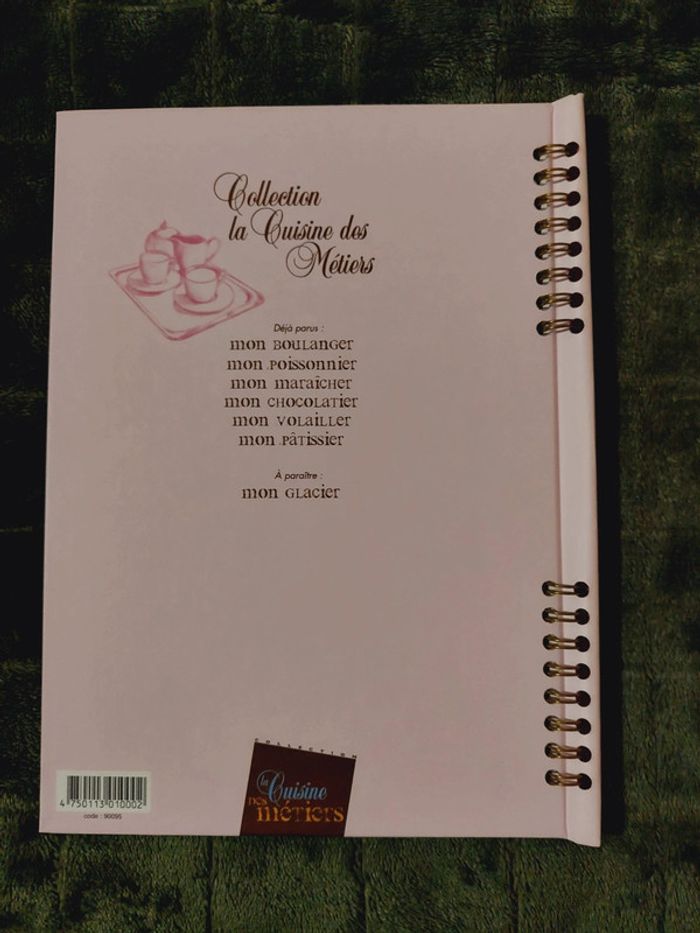 Collection
la Cuisine des
Métiers
Déjà parus :
mon Boulanger
mon Poissonnier
mon maraîcher
mon CHOCOLATIER
mon VOLAILLER
mon Pâtissier
À paraître :
mon Glacier
COLLECTION
la Cuisine
des
métiers
4 750113 010002
code : 90095